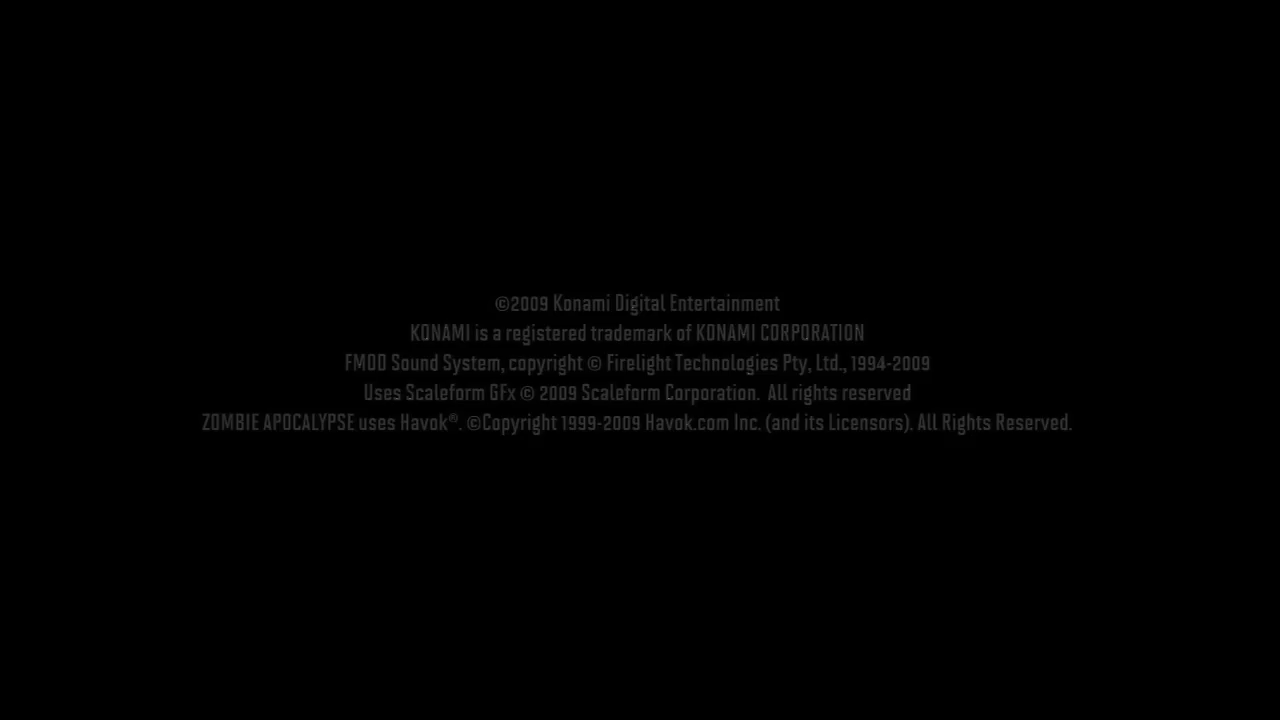 ©2009 Konami Digital Entertainment
KONAMI is a registered trademark of KONAMI CORPORATION
FMOD Sound System, copyright © Firelight Technologies Pty, Ltd., 1994-2009
Uses Scaleform GFx © 2009 Scaleform Corporation.  All rights reserved
ZOMBIE APOCALYPSE uses Havok®. ©Copyright 1999-2009 Havok.com Inc. (and its Licensors). All Rights Reserved.